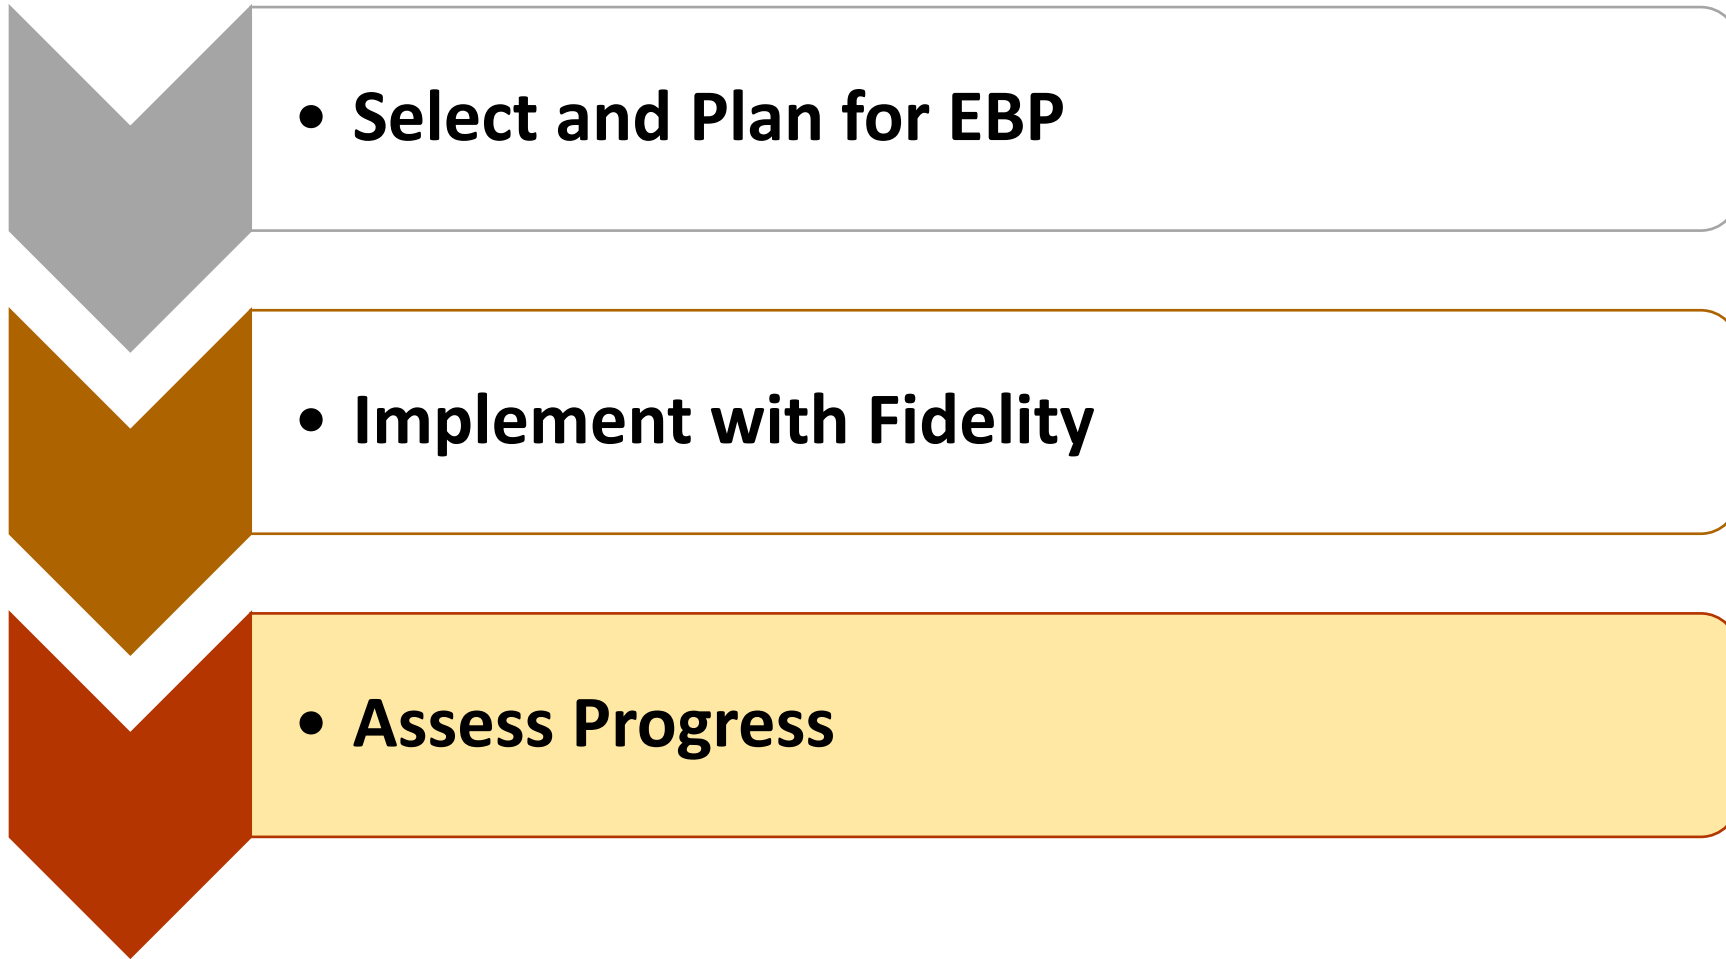 • Select and Plan for EBP
• Implement with Fidelity
• Assess Progress